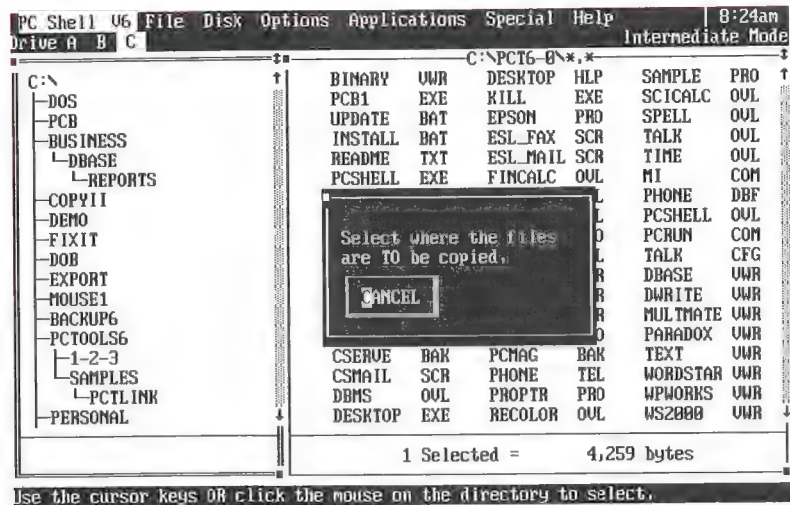 PC Shell V6 File Disk Options Applications Special Help 8:24am
Drive A B C Intermediate Mode
C:\PCT6-0\*.*
C:\
DOS
PCB
BUSINESS
DBASE
REPORTS
COPYII
DEMO
FIXIT
DOB
EXPORT
MOUSE1
BACKUP6
PCTOOLS6
1-2-3
SAMPLES
PCTLINK
PERSONAL
BINARY VWR DESKTOP HLP SAMPLE PRO
PCB1 EXE KILL EXE SCICALC OVL
UPDATE BAT EPSON PRO SPELL OVL
INSTALL BAT ESL_FAX SCR TALK OVL
README TXT ESL_MAIL SCR TIME OVL
PCSHELL EXE FINCALC OVL MI COM
L PHONE DBF
L PCSHELL OVL
O PCRUN COM
L TALK CFG
R DBASE VWR
R DWRITE VWR
R MULTMATE VWR
O PARADOX VWR
CSERVE BAK PCMAG BAK TEXT VWR
CSMAIL SCR PHONE TEL WORDSTAR VWR
DBMS OVL PROPTR PRO WPWORKS VWR
DESKTOP EXE RECOLOR OVL WS2000 VWR
Select where the files
are TO be copied.
CANCEL
1 Selected = 4,259 bytes
Use the cursor keys OR click the mouse on the directory to select.